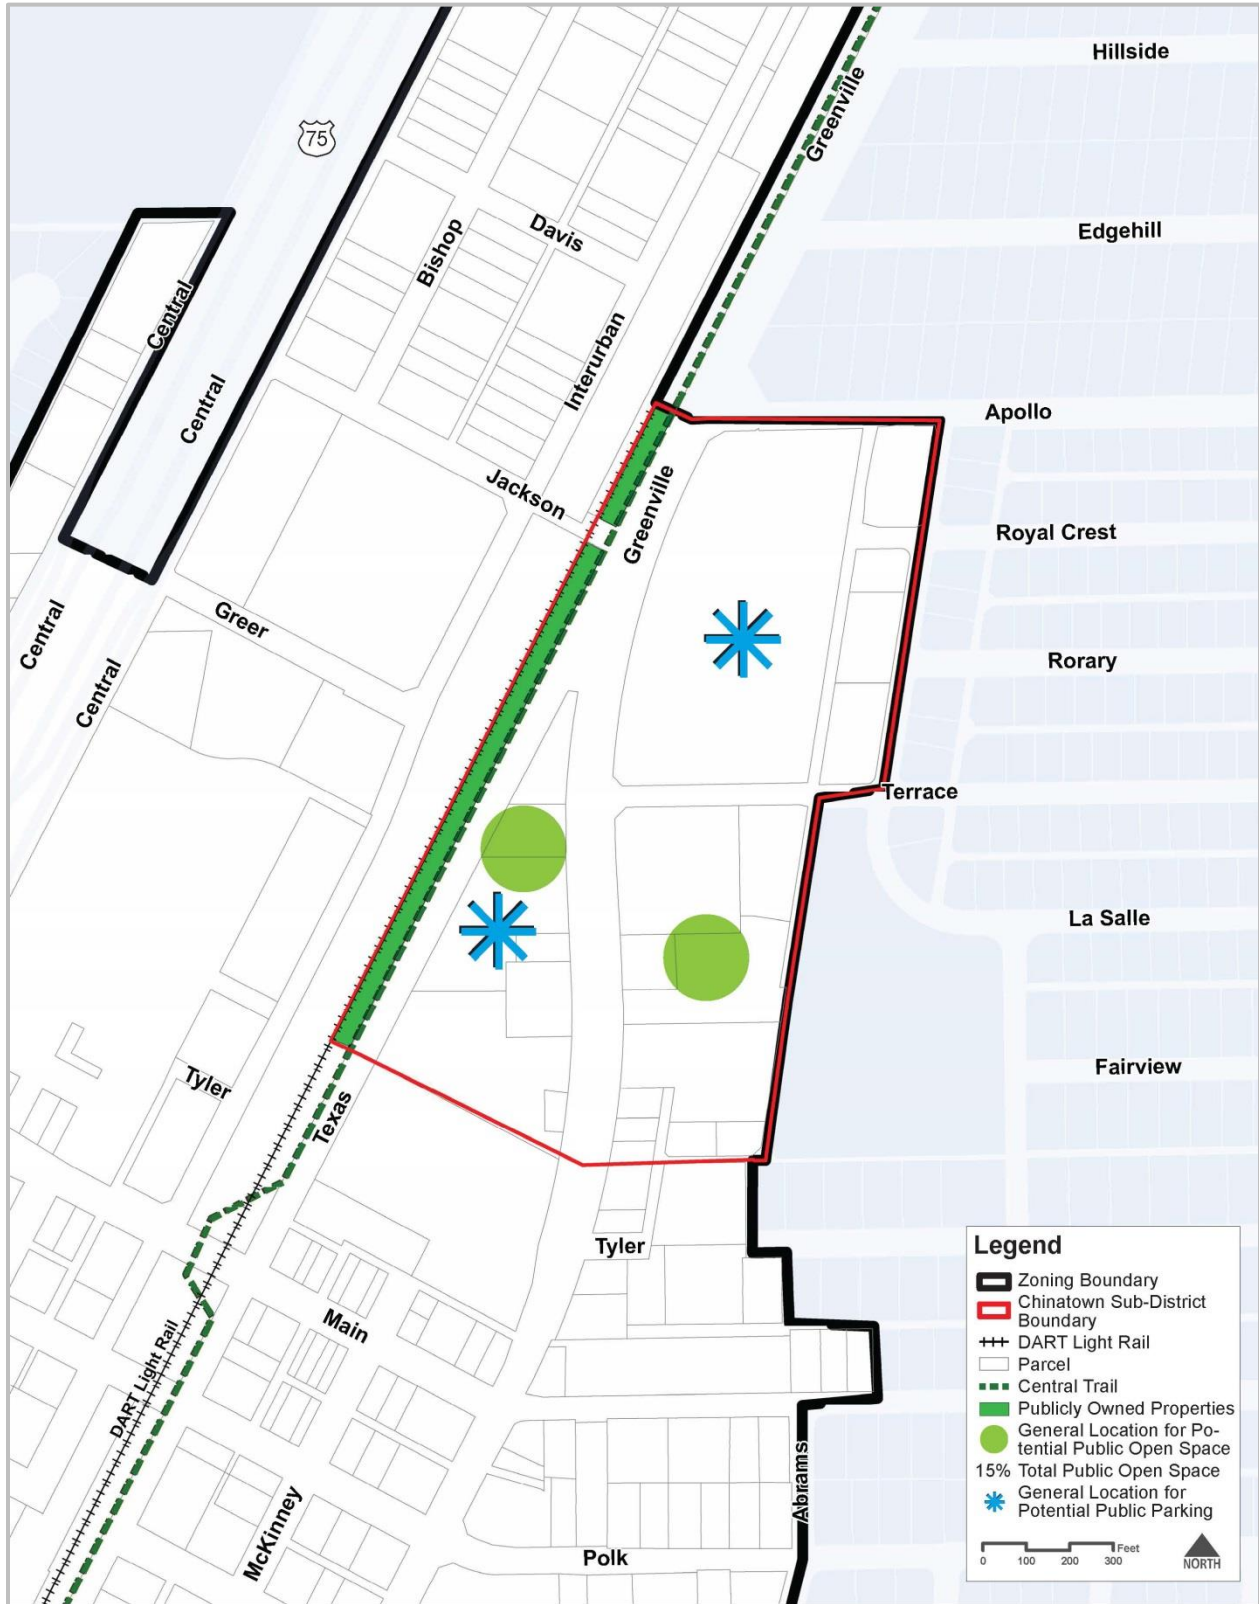 Hillside
Greenville
75
Edgehill
Davis
Bishop
Central
Interurban
Central
Apollo
Jackson
Greenville
Royal Crest
Greer
Central
Rorary
Central
Terrace
La Salle
Fairview
Tyler
Texas
Tyler
Main
DART Light Rail
Abrams
McKinney
Polk
Legend
Zoning Boundary
Chinatown Sub-District
Boundary
DART Light Rail
Parcel
Central Trail
Publicly Owned Properties
General Location for Po-
tential Public Open Space
15% Total Public Open Space
General Location for
Potential Public Parking
Feet
0 100 200 300
NORTH